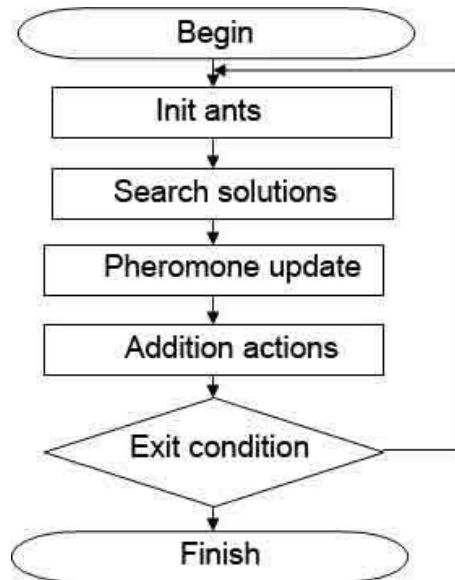 Begin
Init ants
Search solutions
Pheromone update
Addition actions
Exit condition
Finish